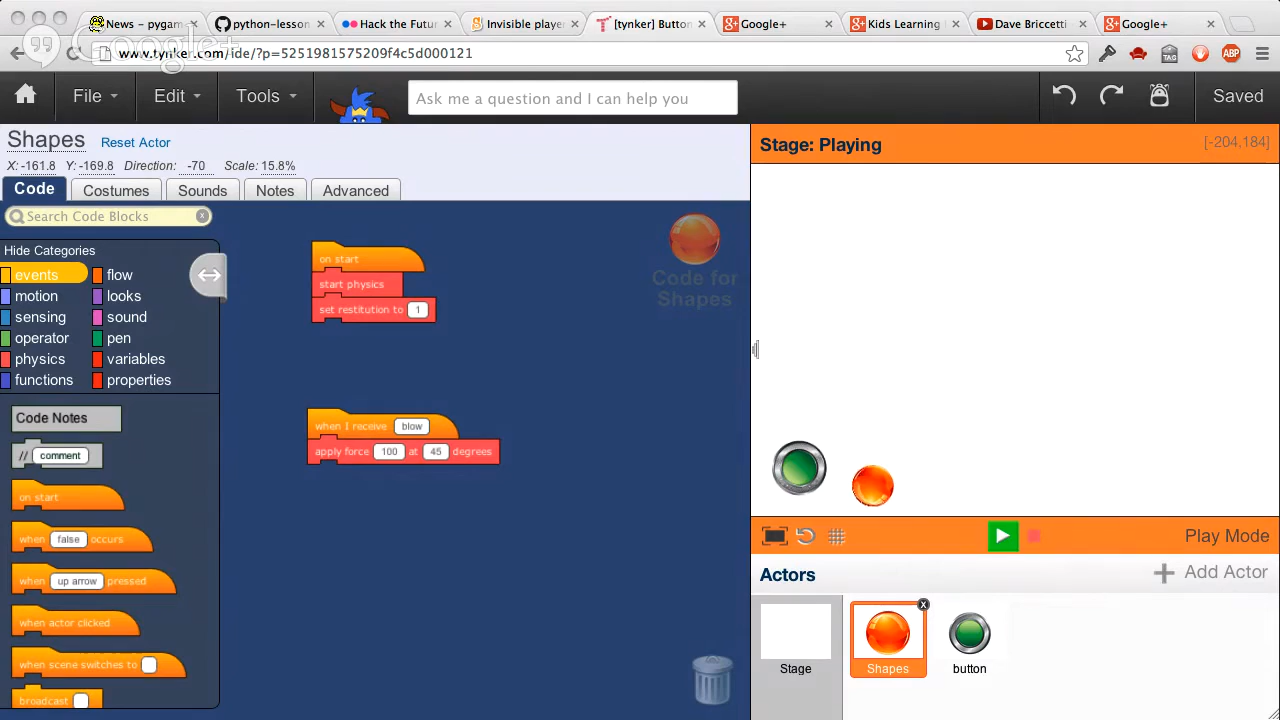 News – pygame
python-lesson
Hack the Futur
Invisible player
[tynker] Button
Google+
Kids Learning
Dave Briccetti
Google+
Google+
www.tynker.com/ide/?p=5251981575209f4c5d000121
TAG
ABP
File
Edit
Tools
Ask me a question and I can help you
Saved
Shapes
Reset Actor
X: -161.8 Y: -169.8 Direction: -70 Scale: 15.8%
Code
Costumes
Sounds
Notes
Advanced
Search Code Blocks
x
Hide Categories
events
flow
motion
looks
sensing
sound
operator
pen
physics
variables
functions
properties
Code Notes
// comment
on start
when false occurs
when up arrow pressed
when actor clicked
when scene switches to
broadcast
on start
start physics
set restitution to 1
when I receive blow
apply force 100 at 45 degrees
Code for
Shapes
Stage: Playing
[-204,184]
Play Mode
Actors
Add Actor
Stage
x
Shapes
button